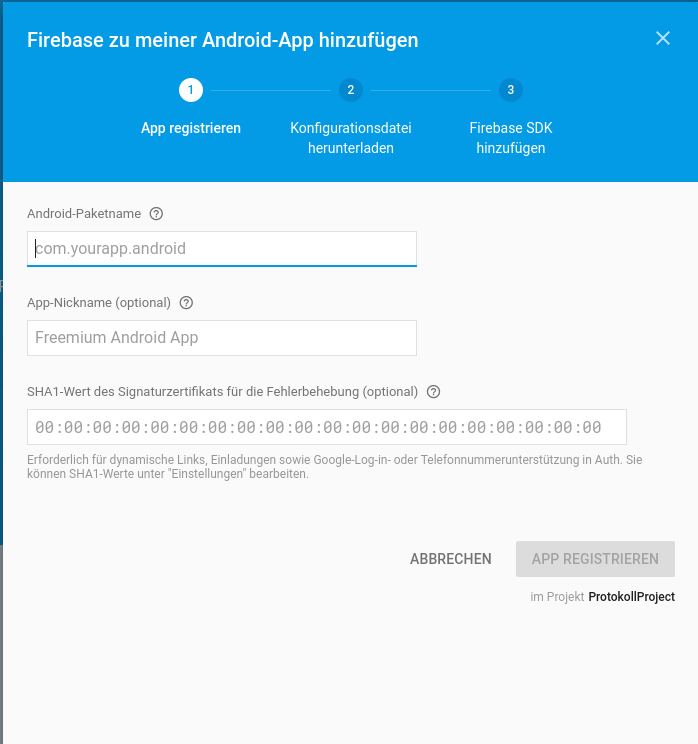 Firebase zu meiner Android-App hinzufügen
1
2
3
App registrieren
Konfigurationsdatei
herunterladen
Firebase SDK
hinzufügen
Android-Paketname ?
com.yourapp.android
App-Nickname (optional) ?
Freemium Android App
SHA1-Wert des Signaturzertifikats für die Fehlerbehebung (optional) ?
00:00:00:00:00:00:00:00:00:00:00:00:00:00:00:00:00:00:00:00
Erforderlich für dynamische Links, Einladungen sowie Google-Log-in- oder Telefonnummerunterstützung in Auth. Sie
können SHA1-Werte unter "Einstellungen" bearbeiten.
ABBRECHEN
APP REGISTRIEREN
im Projekt ProtokollProject